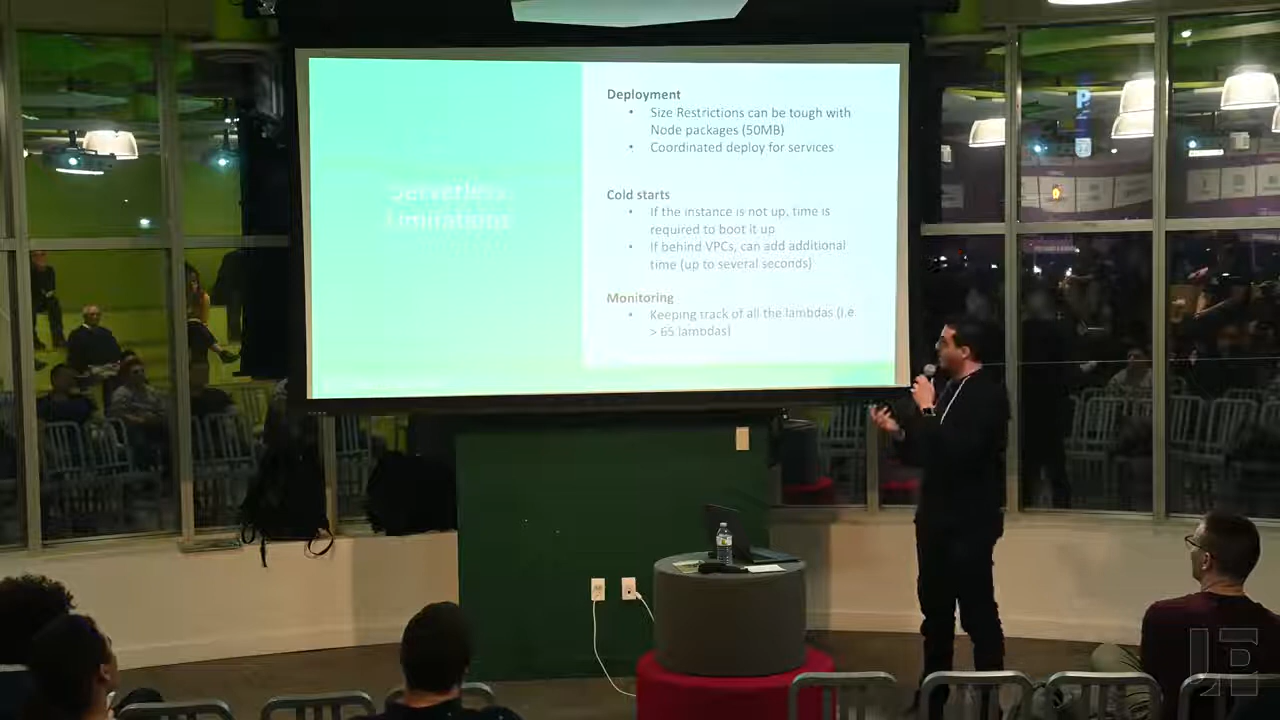 Serverless
Limitations
Deployment
• Size Restrictions can be tough with
Node packages (50MB)
• Coordinated deploy for services
Cold starts
• If the instance is not up, time is
required to boot it up
• If behind VPCs, can add additional
time (up to several seconds)
Monitoring
• Keeping track of all the lambdas (i.e.
> 65 lambdas)
P